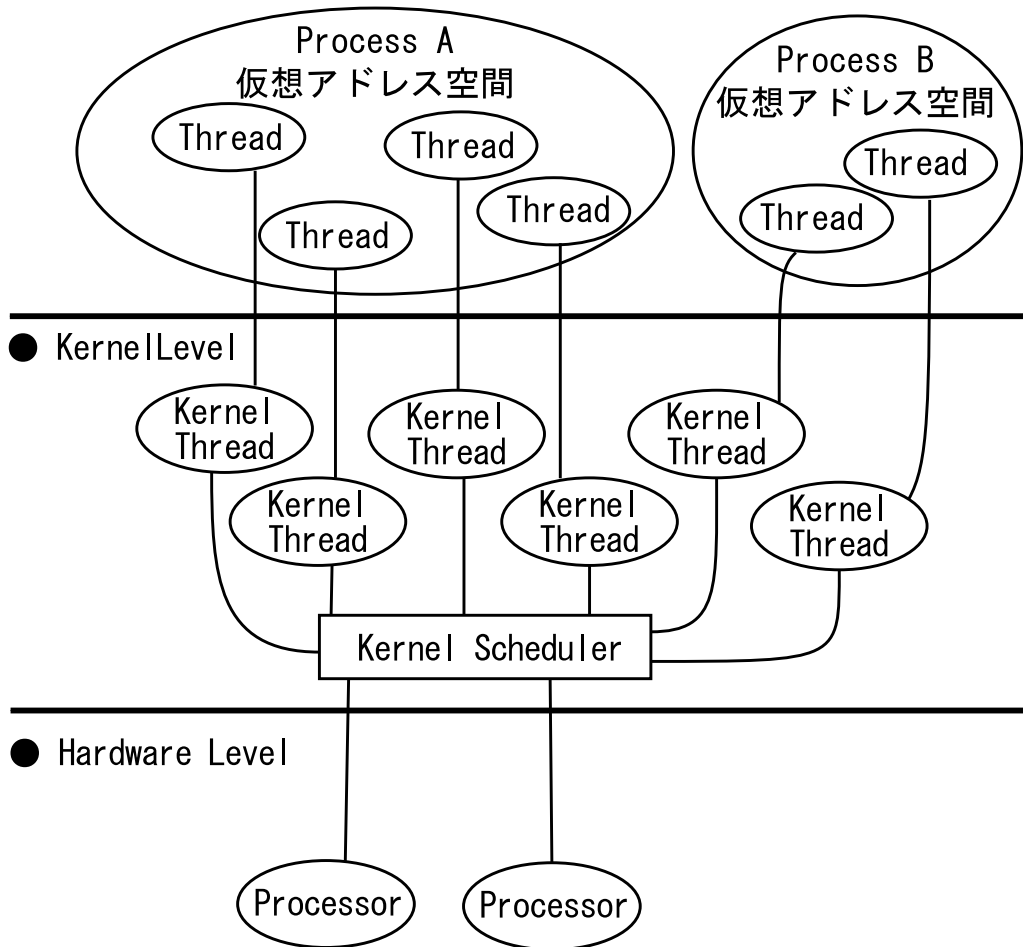 Process A
仮想アドレス空間
Thread
Thread
Thread
Thread
Process B
仮想アドレス空間
Thread
Thread
● KernelLevel
Kernel
Thread
Kernel
Thread
Kernel
Thread
Kernel
Thread
Kernel
Thread
Kernel
Thread
Kernel Scheduler
● Hardware Level
Processor
Processor